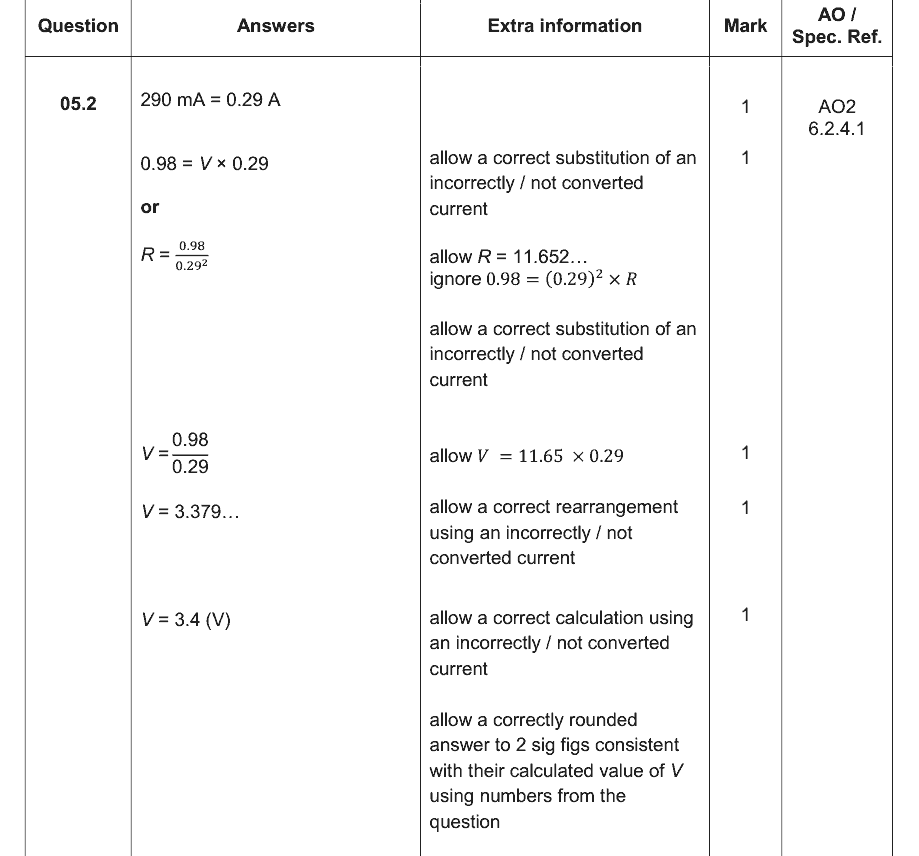 Question Answers Extra information Mark AO /
Spec. Ref.
05.2 290 mA = 0.29 A 1 AO2
6.2.4.1
0.98 = V × 0.29 allow a correct substitution of an 1
incorrectly / not converted
current
or
R = 0.98 / 0.29² allow R = 11.652...
ignore 0.98 = (0.29)² × R
allow a correct substitution of an
incorrectly / not converted
current
V = 0.98 / 0.29 allow V = 11.65 × 0.29 1
V = 3.379... allow a correct rearrangement 1
using an incorrectly / not
converted current
V = 3.4 (V) allow a correct calculation using 1
an incorrectly / not converted
current
allow a correctly rounded
answer to 2 sig figs consistent
with their calculated value of V
using numbers from the
question